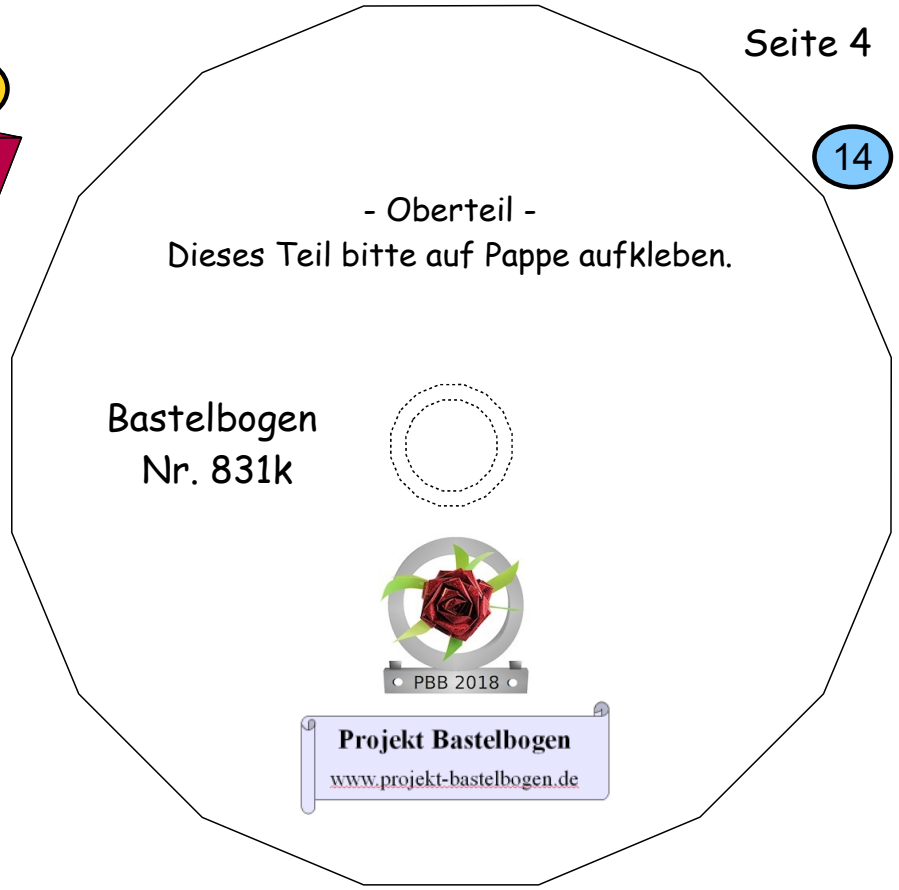 Seite 4
14
- Oberteil -
Dieses Teil bitte auf Pappe aufkleben.
Bastelbogen
Nr. 831k
PBB 2018
Projekt Bastelbogen
www.projekt-bastelbogen.de